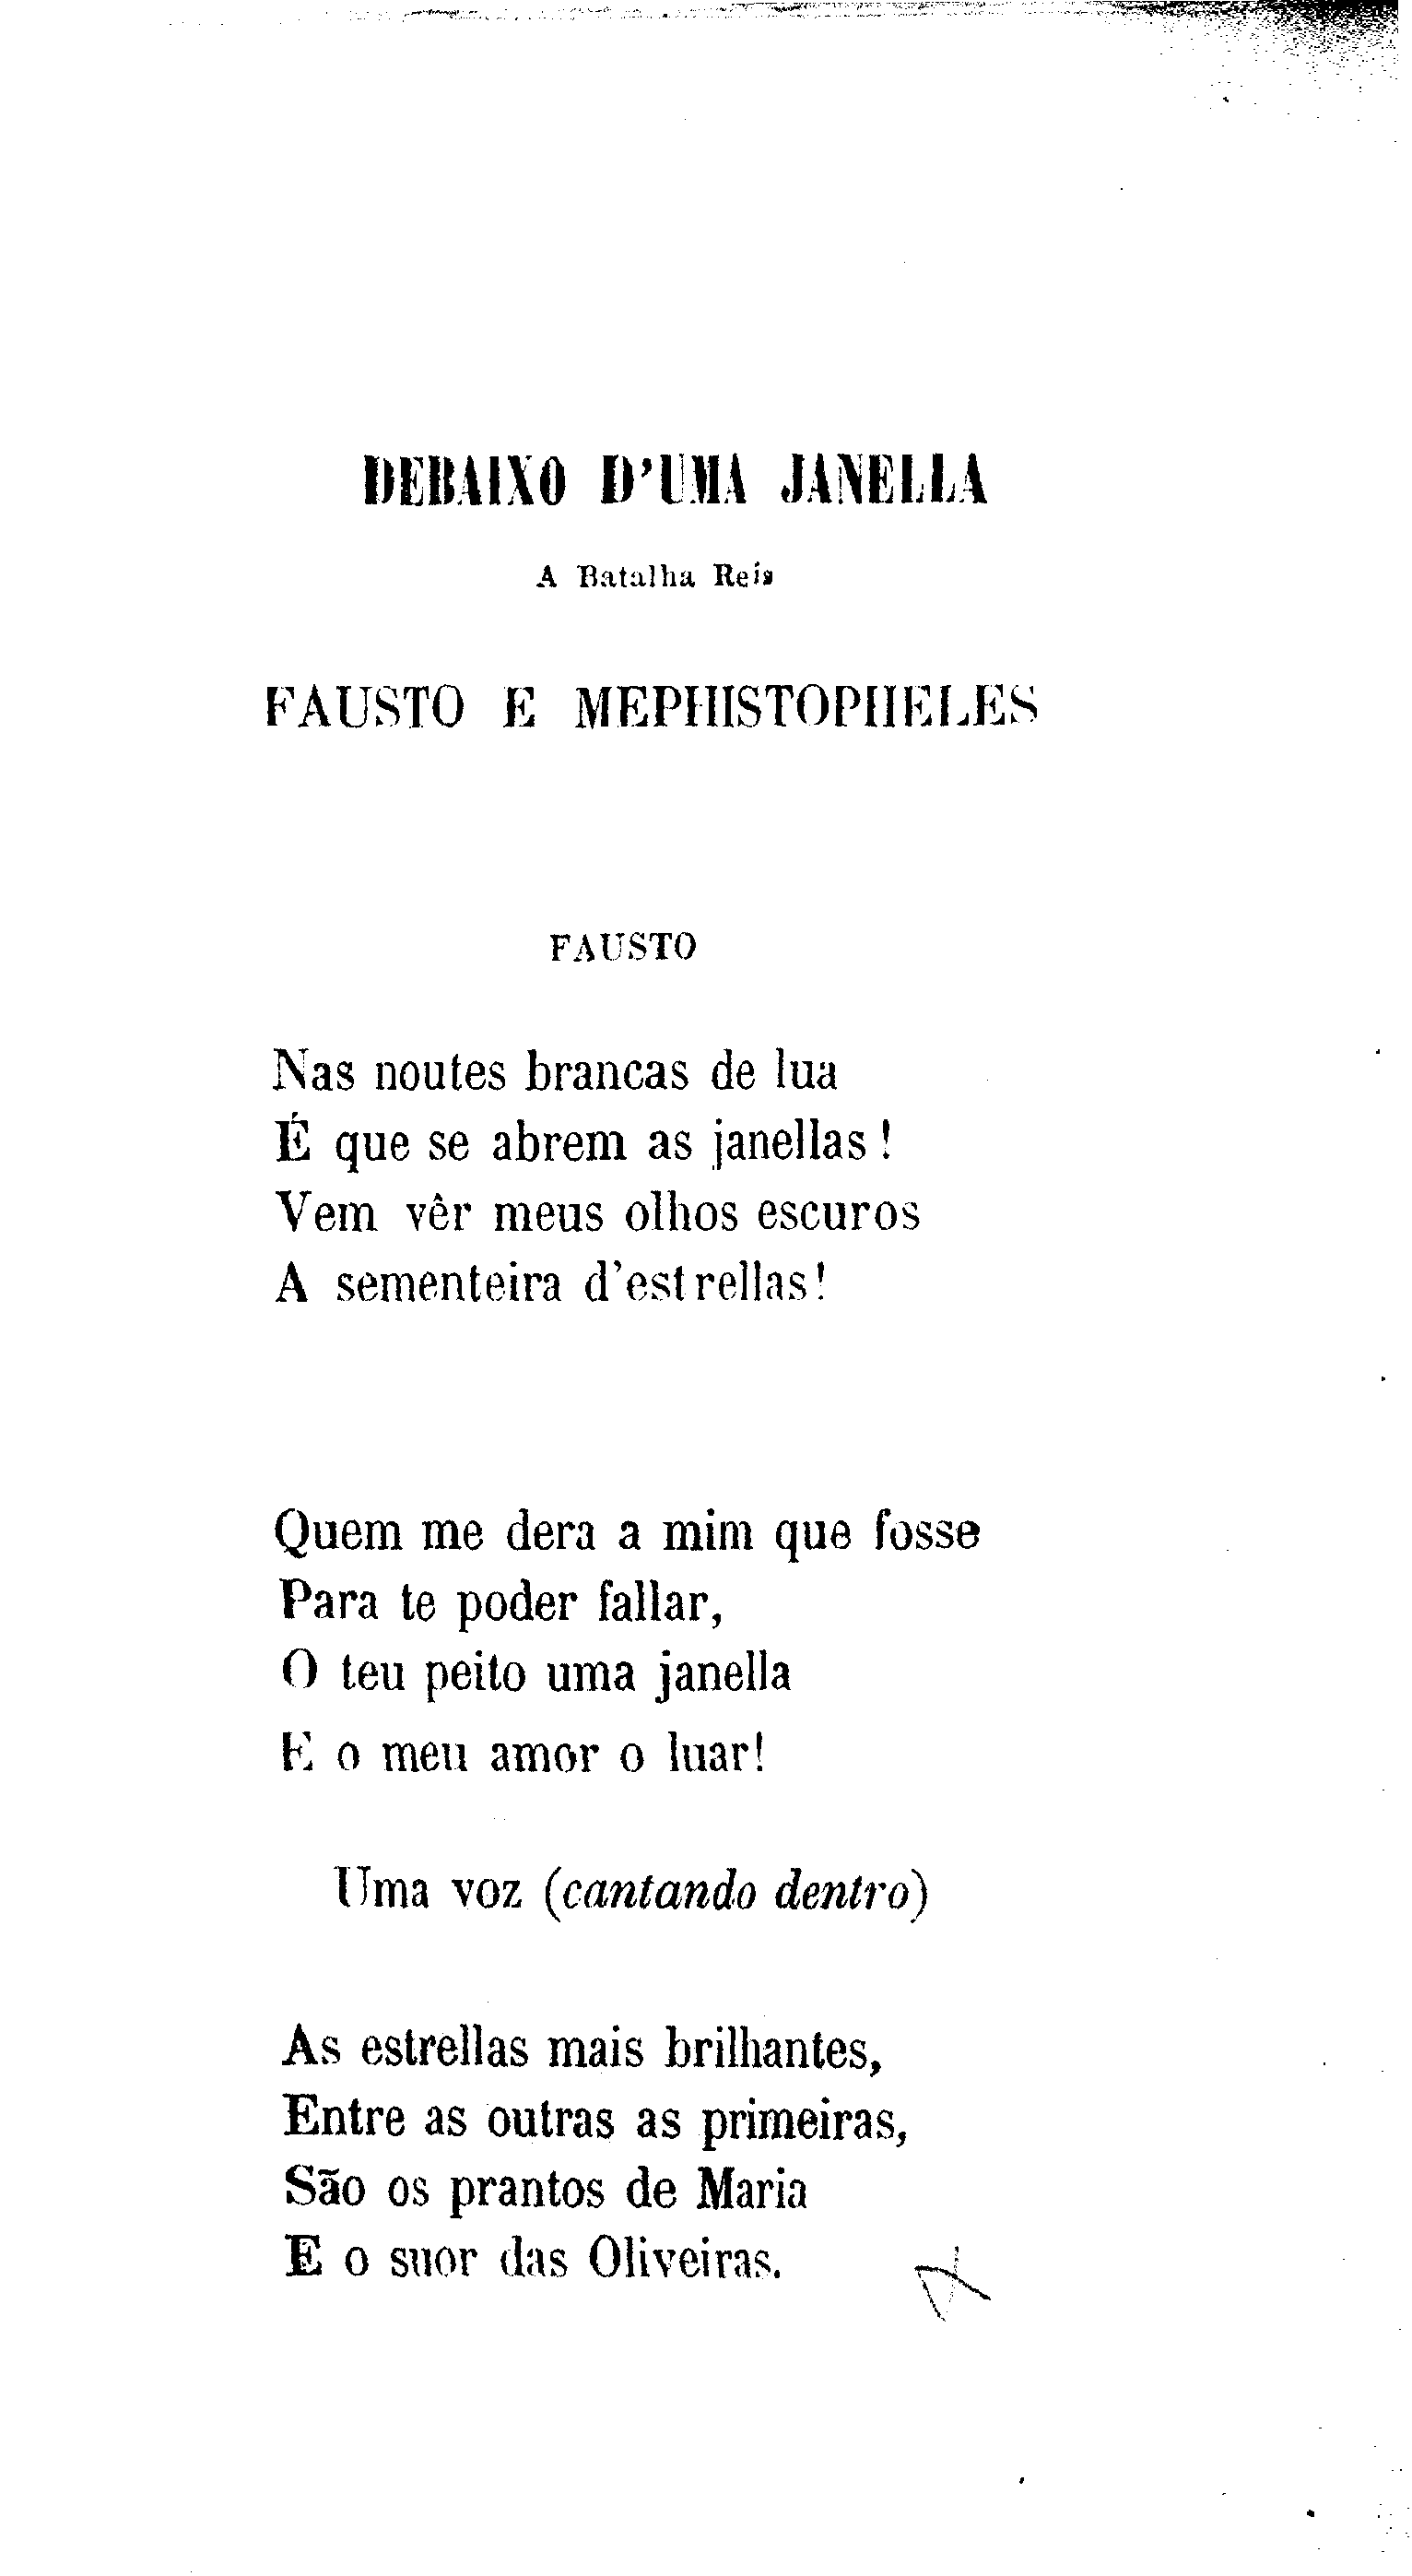 DEBAIXO D'UMA JANELLA
A Batalha Reis
FAUSTO E MEPHISTOPHELES
FAUSTO
Nas noutes brancas de lua
É que se abrem as janellas!
Vem vêr meus olhos escuros
A sementeira d'estrellas!
Quem me dera a mim que fosse
Para te poder fallar,
O teu peito uma janella
E o meu amor o luar!
Uma voz (cantando dentro)
As estrellas mais brilhantes,
Entre as outras as primeiras,
São os prantos de Maria
E o suor das Oliveiras.